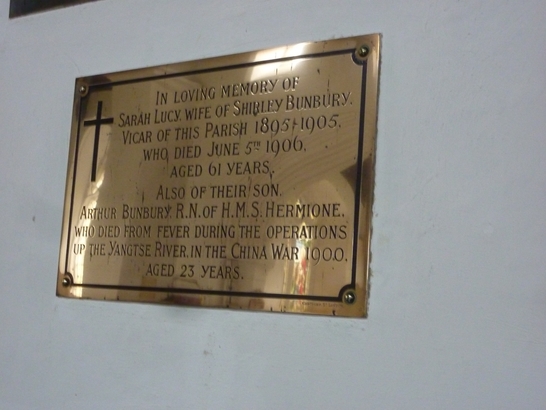 IN LOVING MEMORY OF
SARAH LUCY, WIFE OF SHIRLEY BUNBURY,
VICAR OF THIS PARISH 1895-1905,
WHO DIED JUNE 5TH 1906,
AGED 61 YEARS,
ALSO OF THEIR SON,
ARTHUR BUNBURY, R.N. OF H.M.S. HERMIONE,
WHO DIED FROM FEVER DURING THE OPERATIONS
UP THE YANGTSE RIVER, IN THE CHINA WAR 1900.
AGED 23 YEARS.